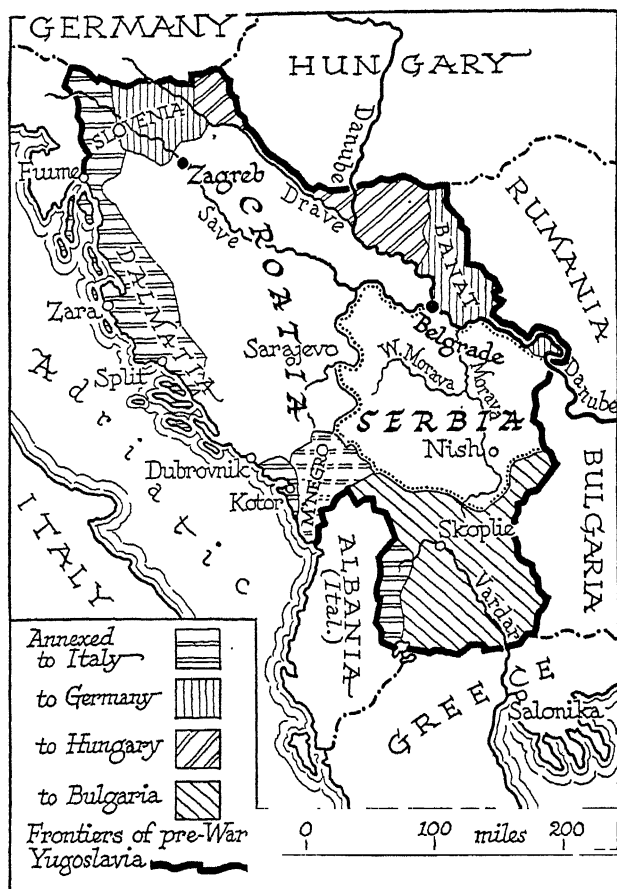 GERMANY
HUNGARY
SLOVENIA
Danube
Fiume
Zagreb
Drave
RUMANIA
Save
CROATIA
BANAT
DALMATIA
Zara
Belgrade
Sarajevo
W. Morava
Morava
Danube
Split
SERBIA
Adriatic
Nish
Dubrovnik
Kotor
M'NEGRO
BULGARIA
ITALY
Skoplie
ALBANIA
(Ital.)
Vardar
GREECE
Salonika
Annexed
to Italy
to Germany
to Hungary
to Bulgaria
Frontiers of pre-War
Yugoslavia
0 100 miles 200